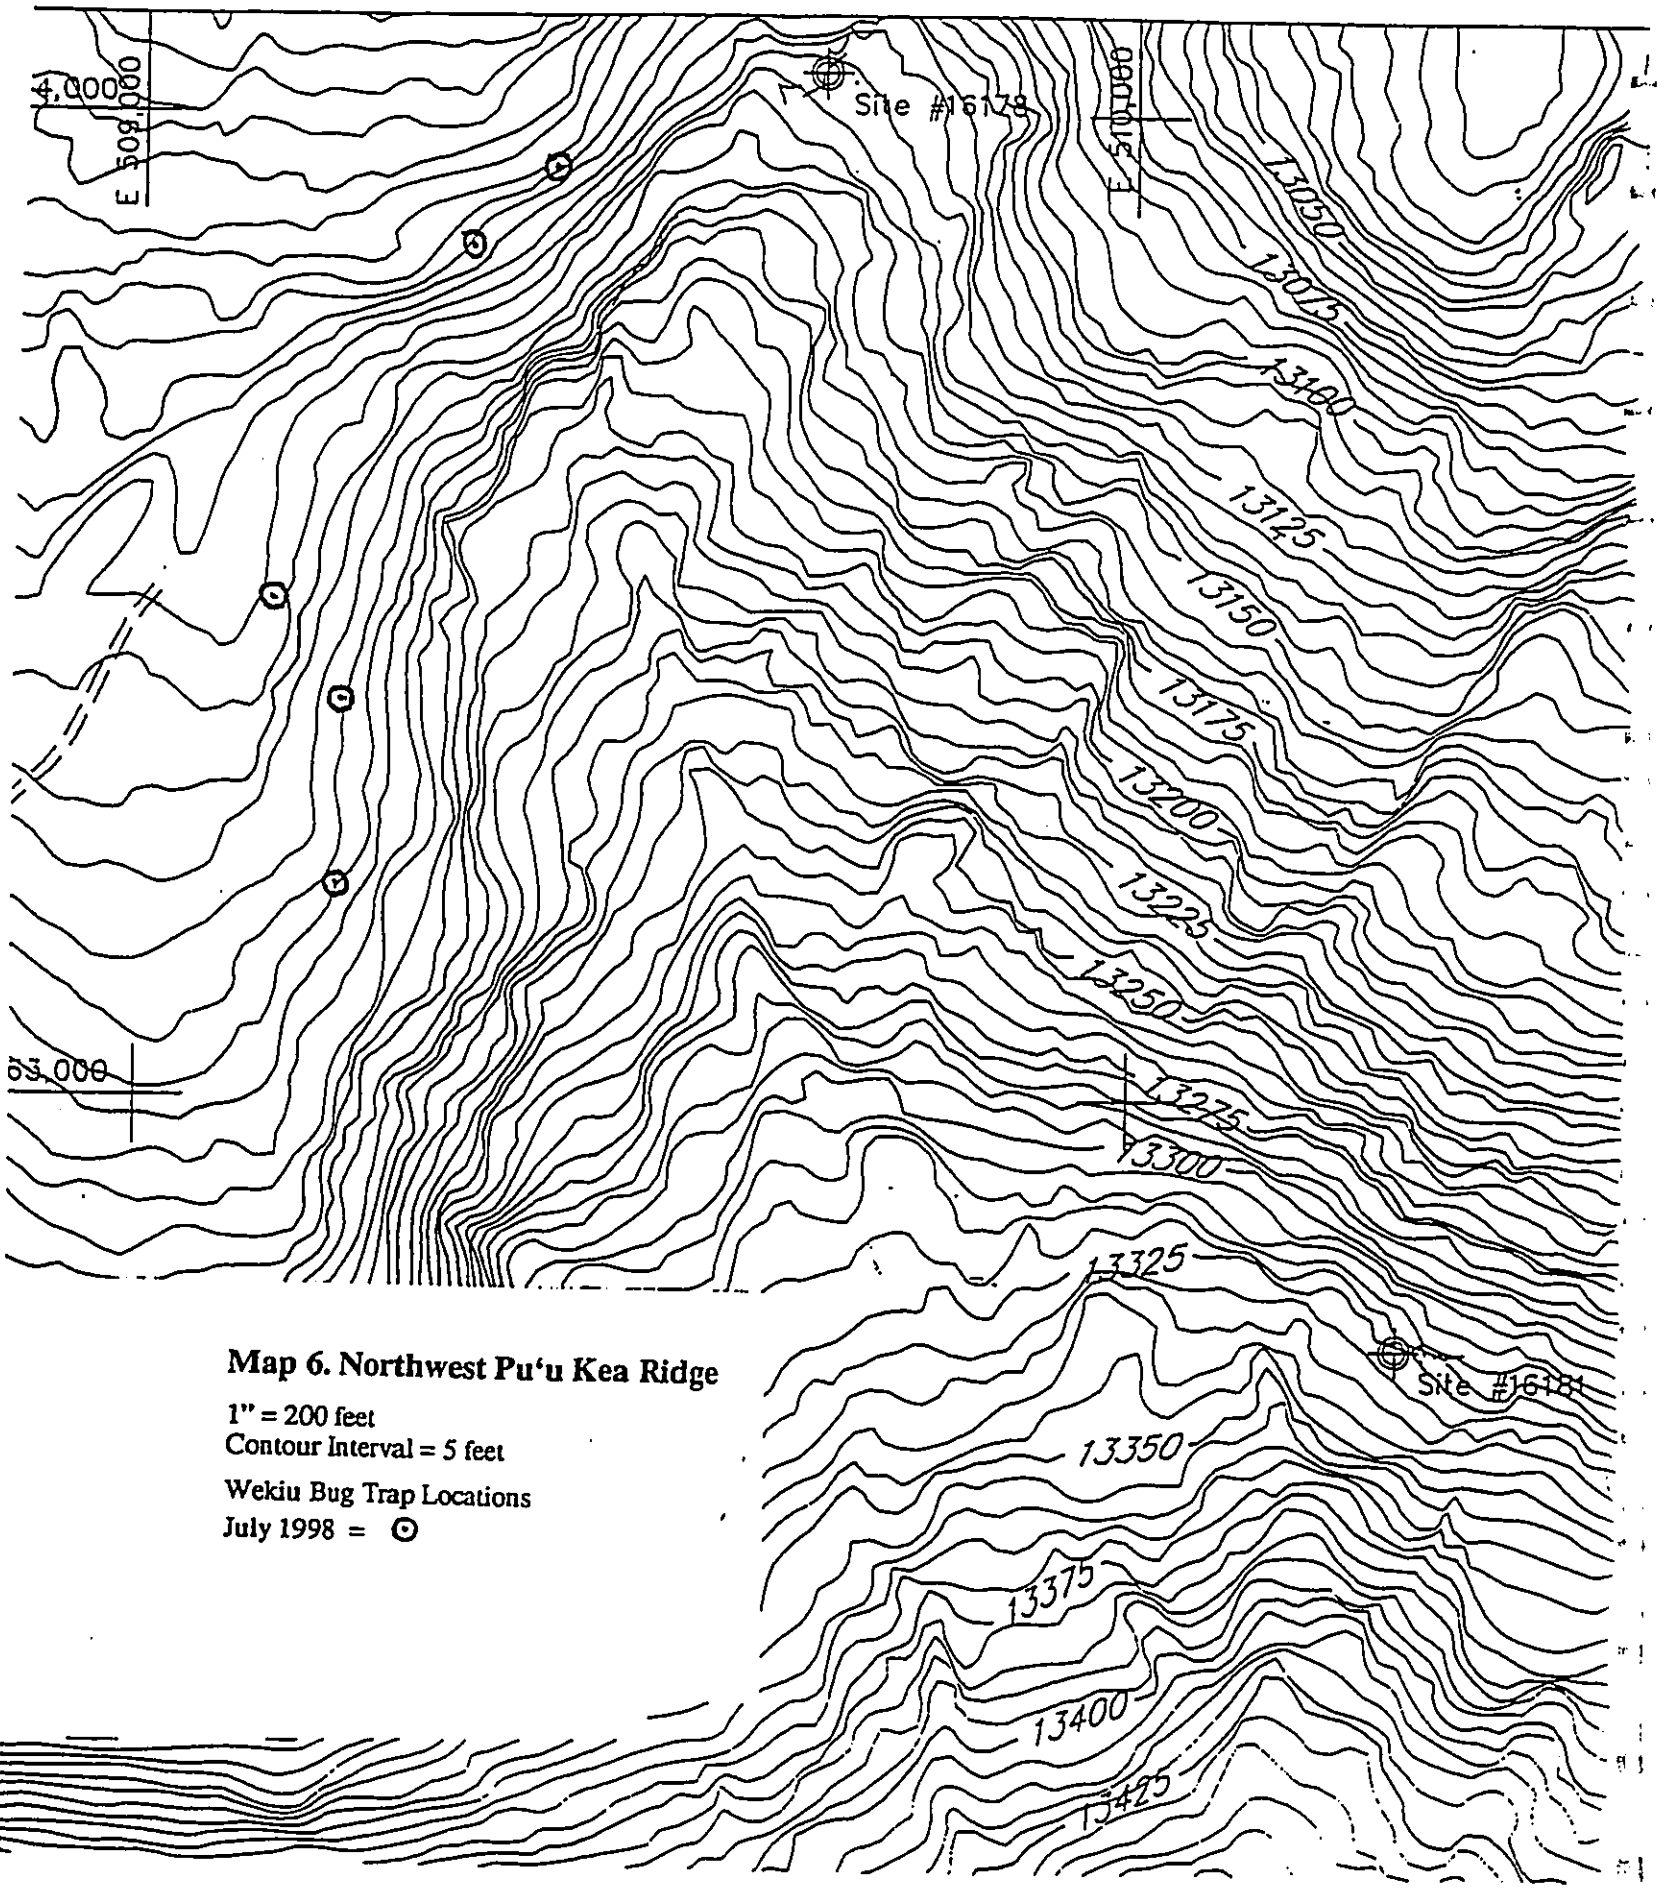 4,000
E 509,000
Site #16178
E 510,000
13050
13025
13100
13125
13150
13175
13200
13225
13250
63,000
13275
13300
13325
Site #16181
Map 6. Northwest Pu‘u Kea Ridge
1" = 200 feet
Contour Interval = 5 feet
13350
Wekiu Bug Trap Locations
July 1998 =
13375
13400
13425